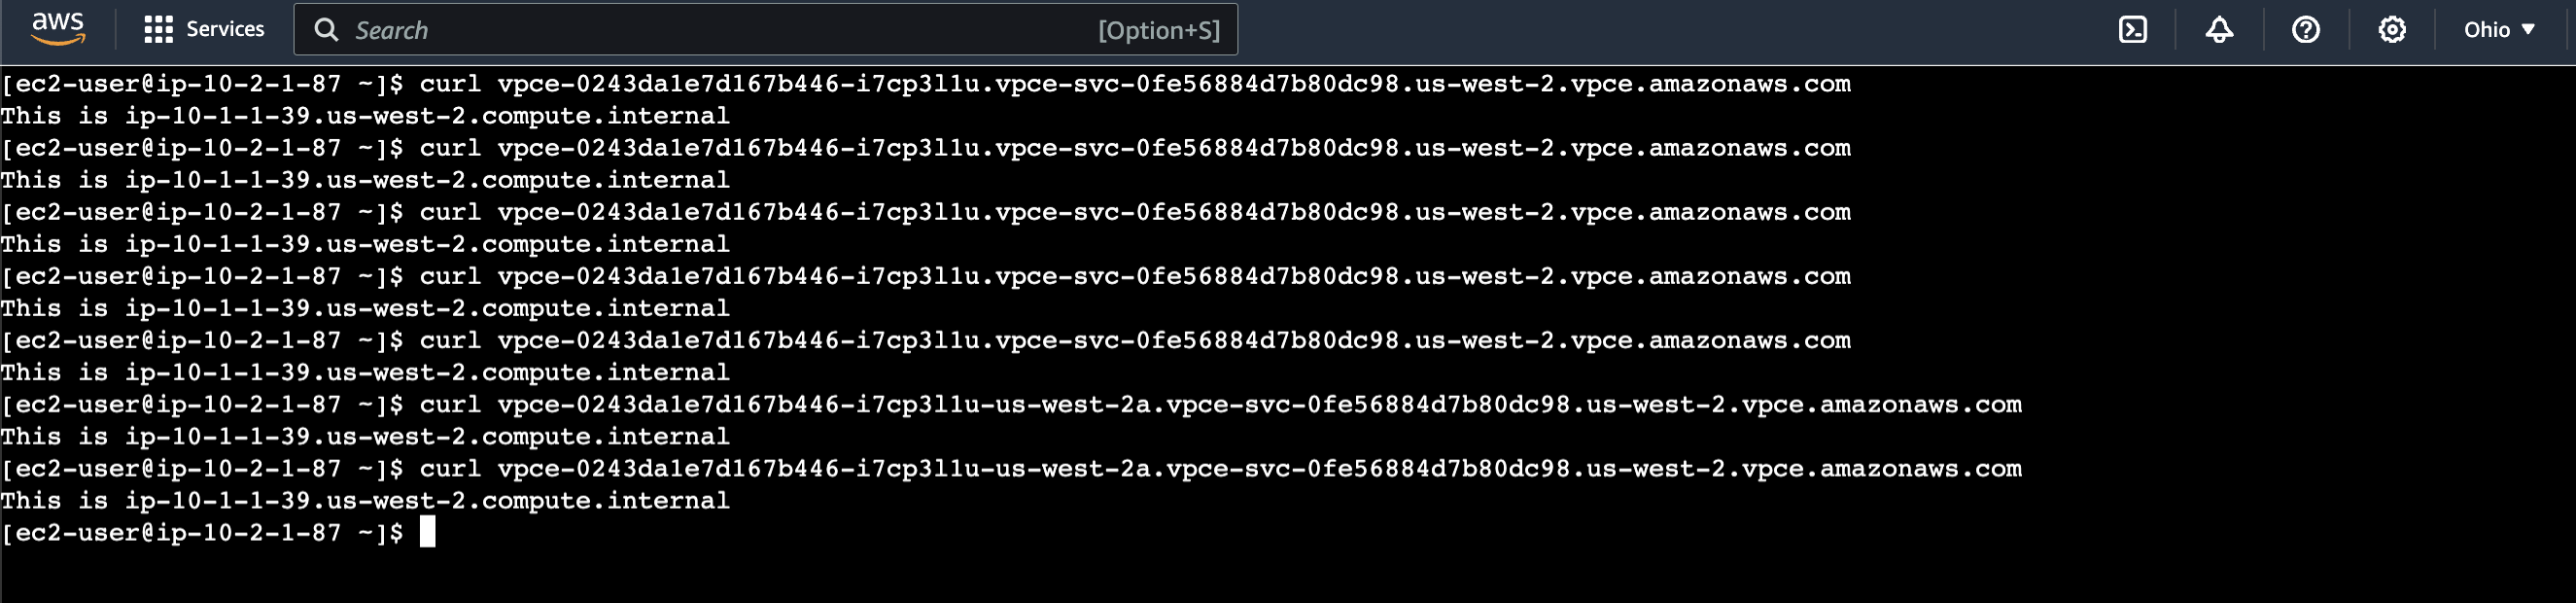 aws Services Search [Option+S] Ohio
[ec2-user@ip-10-2-1-87 ~]$ curl vpce-0243da1e7d167b446-i7cp3l1u.vpce-svc-0fe56884d7b80dc98.us-west-2.vpce.amazonaws.com
This is ip-10-1-1-39.us-west-2.compute.internal
[ec2-user@ip-10-2-1-87 ~]$ curl vpce-0243da1e7d167b446-i7cp3l1u.vpce-svc-0fe56884d7b80dc98.us-west-2.vpce.amazonaws.com
This is ip-10-1-1-39.us-west-2.compute.internal
[ec2-user@ip-10-2-1-87 ~]$ curl vpce-0243da1e7d167b446-i7cp3l1u.vpce-svc-0fe56884d7b80dc98.us-west-2.vpce.amazonaws.com
This is ip-10-1-1-39.us-west-2.compute.internal
[ec2-user@ip-10-2-1-87 ~]$ curl vpce-0243da1e7d167b446-i7cp3l1u.vpce-svc-0fe56884d7b80dc98.us-west-2.vpce.amazonaws.com
This is ip-10-1-1-39.us-west-2.compute.internal
[ec2-user@ip-10-2-1-87 ~]$ curl vpce-0243da1e7d167b446-i7cp3l1u.vpce-svc-0fe56884d7b80dc98.us-west-2.vpce.amazonaws.com
This is ip-10-1-1-39.us-west-2.compute.internal
[ec2-user@ip-10-2-1-87 ~]$ curl vpce-0243da1e7d167b446-i7cp3l1u-us-west-2a.vpce-svc-0fe56884d7b80dc98.us-west-2.vpce.amazonaws.com
This is ip-10-1-1-39.us-west-2.compute.internal
[ec2-user@ip-10-2-1-87 ~]$ curl vpce-0243da1e7d167b446-i7cp3l1u-us-west-2a.vpce-svc-0fe56884d7b80dc98.us-west-2.vpce.amazonaws.com
This is ip-10-1-1-39.us-west-2.compute.internal
[ec2-user@ip-10-2-1-87 ~]$